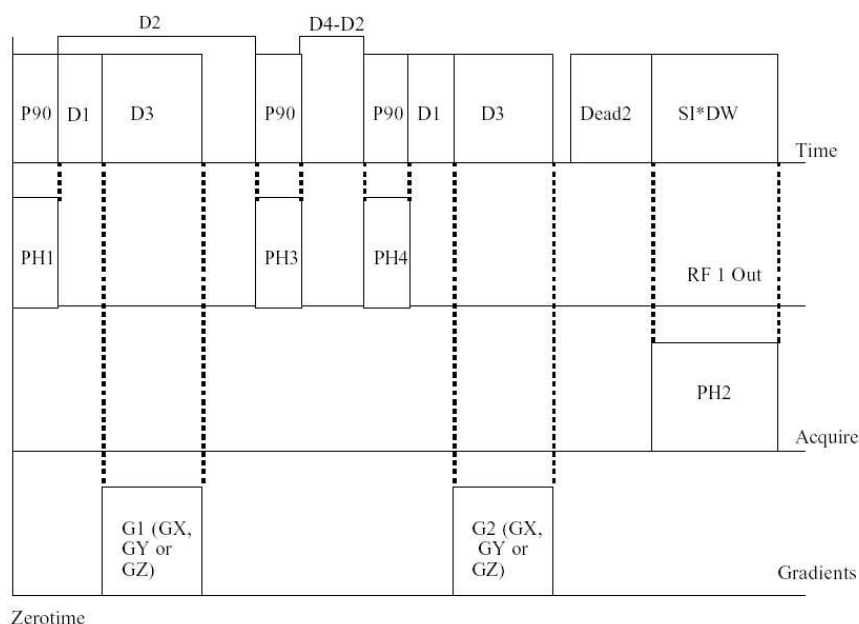 D2
D4-D2
P90
D1
D3
P90
P90
D1
D3
Dead2
SI*DW
Time
PH1
PH3
PH4
RF 1 Out
PH2
Acquire
G1 (GX,
GY or
GZ)
G2 (GX,
GY or
GZ)
Gradients
Zerotime